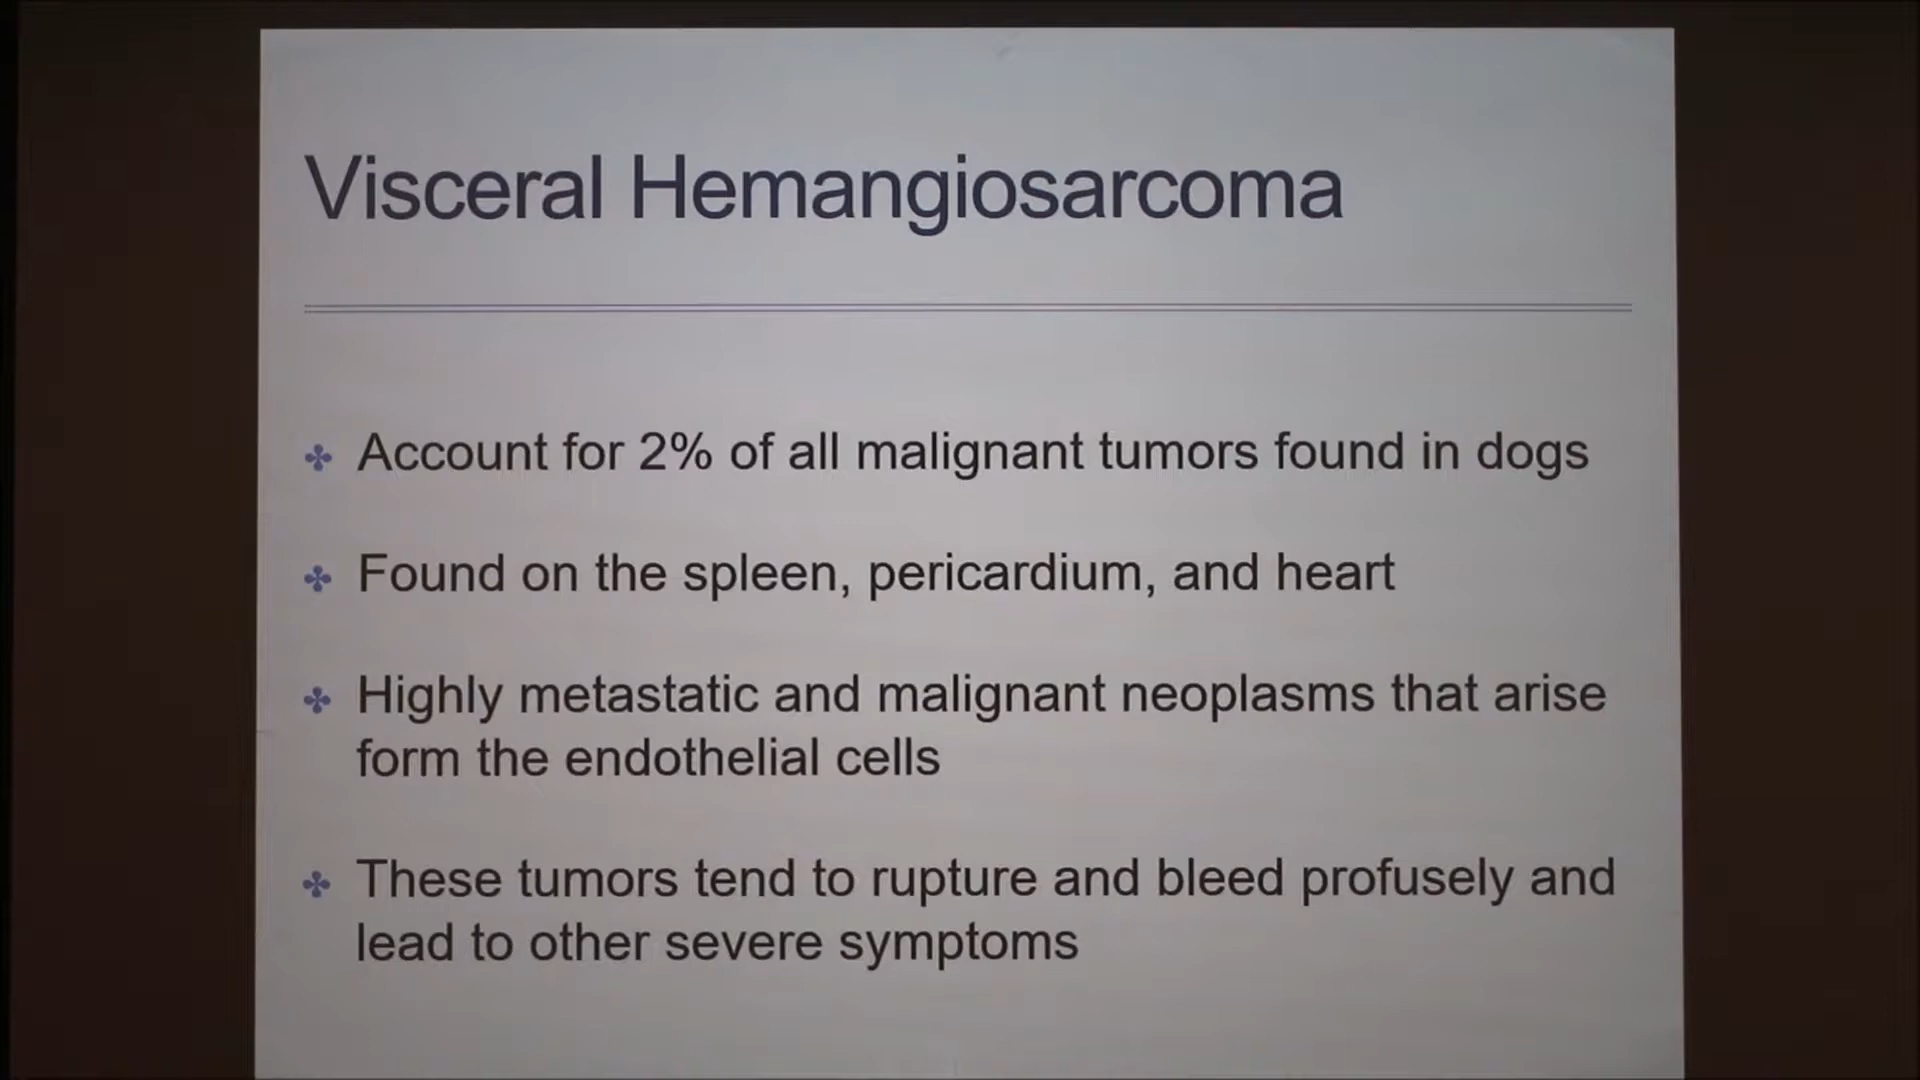 Visceral Hemangiosarcoma
Account for 2% of all malignant tumors found in dogs
Found on the spleen, pericardium, and heart
Highly metastatic and malignant neoplasms that arise
form the endothelial cells
These tumors tend to rupture and bleed profusely and
lead to other severe symptoms